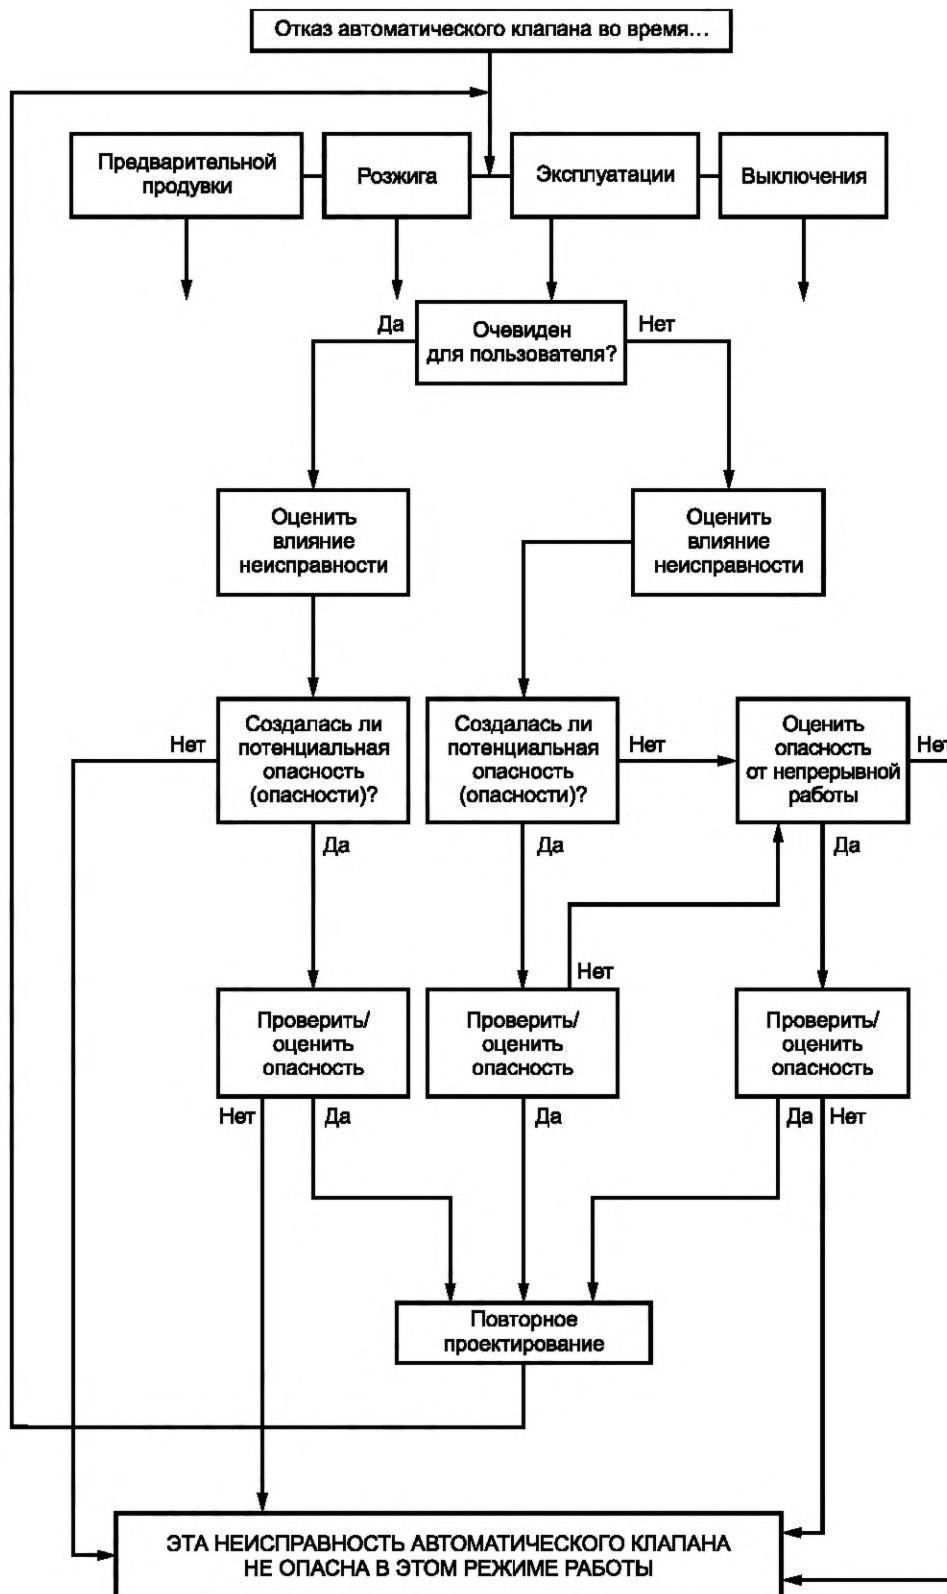 Отказ автоматического клапана во время...
Предварительной
продувки
Розжига
Эксплуатации
Выключения
Да
Очевиден
для пользователя?
Нет
Оценить
влияние
неисправности
Оценить
влияние
неисправности
Нет
Создалась ли
потенциальная
опасность
(опасности)?
Создалась ли
потенциальная
опасность
(опасности)?
Нет
Оценить
опасность
от непрерывной
работы
Нет
Да
Да
Да
Нет
Проверить/
оценить
опасность
Проверить/
оценить
опасность
Проверить/
оценить
опасность
Нет
Да
Да
Да
Нет
Повторное
проектирование
ЭТА НЕИСПРАВНОСТЬ АВТОМАТИЧЕСКОГО КЛАПАНА
НЕ ОПАСНА В ЭТОМ РЕЖИМЕ РАБОТЫ